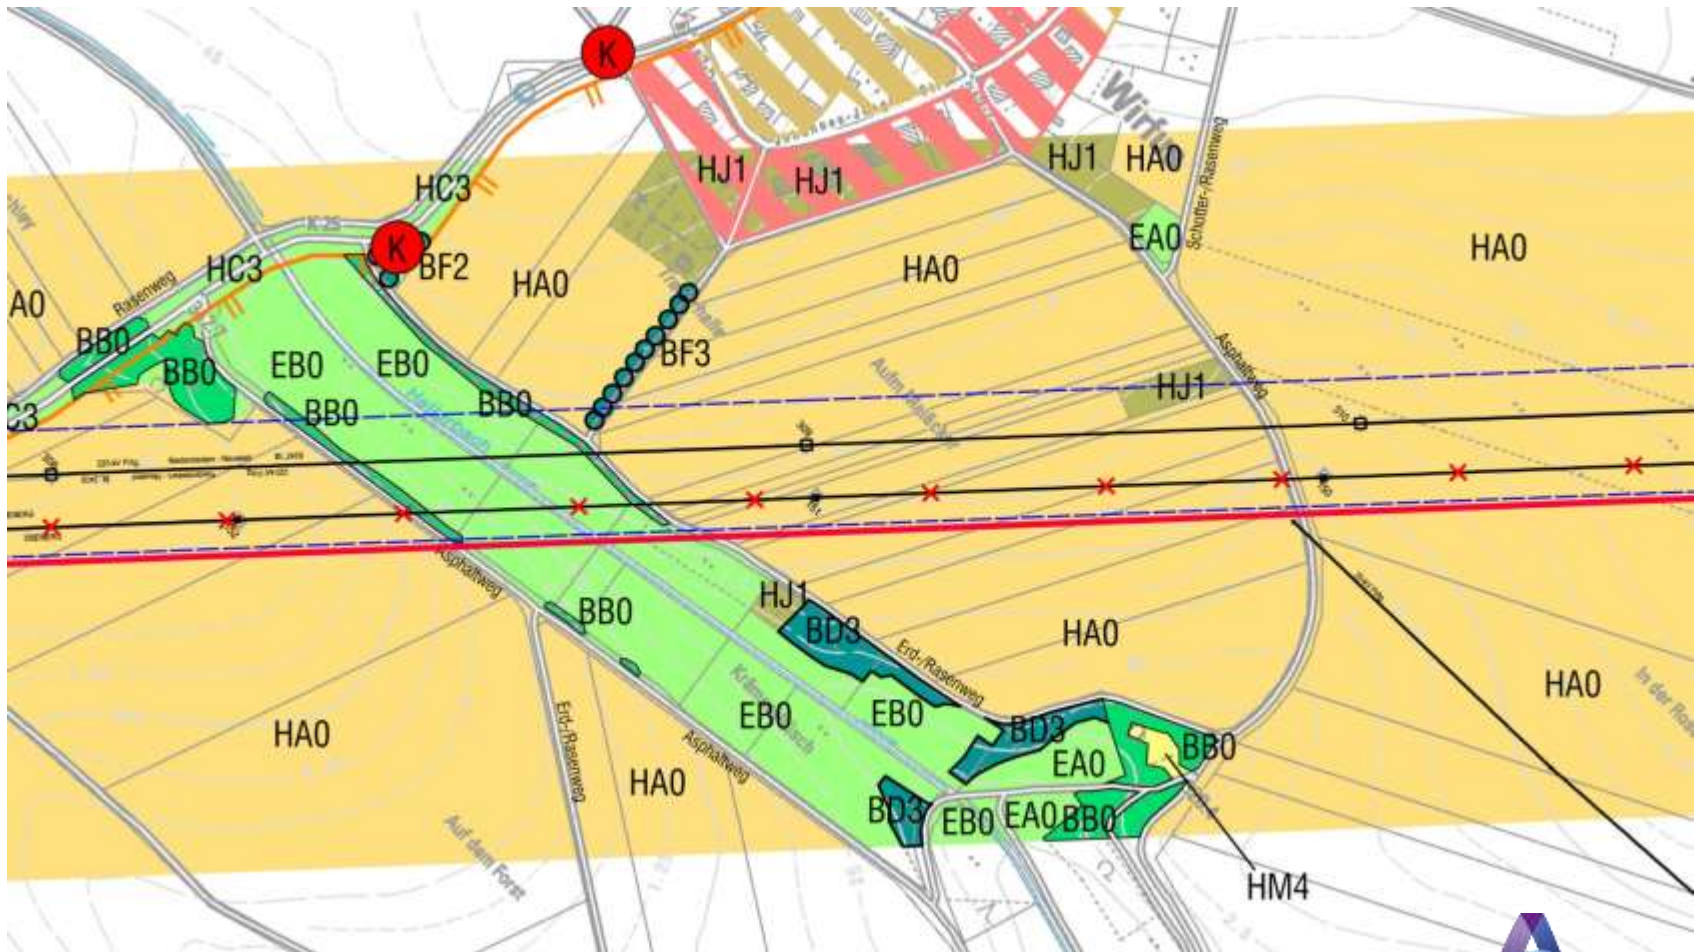 K
Wirfus
HJ1
HJ1
HJ1
HA0
HC3
K 25
K
HC3
BF2
HA0
HA0
EA0
HA0
Schotter-/Rasenweg
Rasenweg
A0
BB0
BB0
EB0
EB0
BF3
BB0
BB0
Asphaltweg
HJ1
C3
Asphaltweg
HJ1
BB0
BD3
Erd-/Rasenweg
HA0
HA0
HA0
EB0
EB0
BD3
BB0
EA0
Erd-/Rasenweg
Asphaltweg
HA0
BD3
EB0
EA0
BB0
Auf dem Forst
HM4